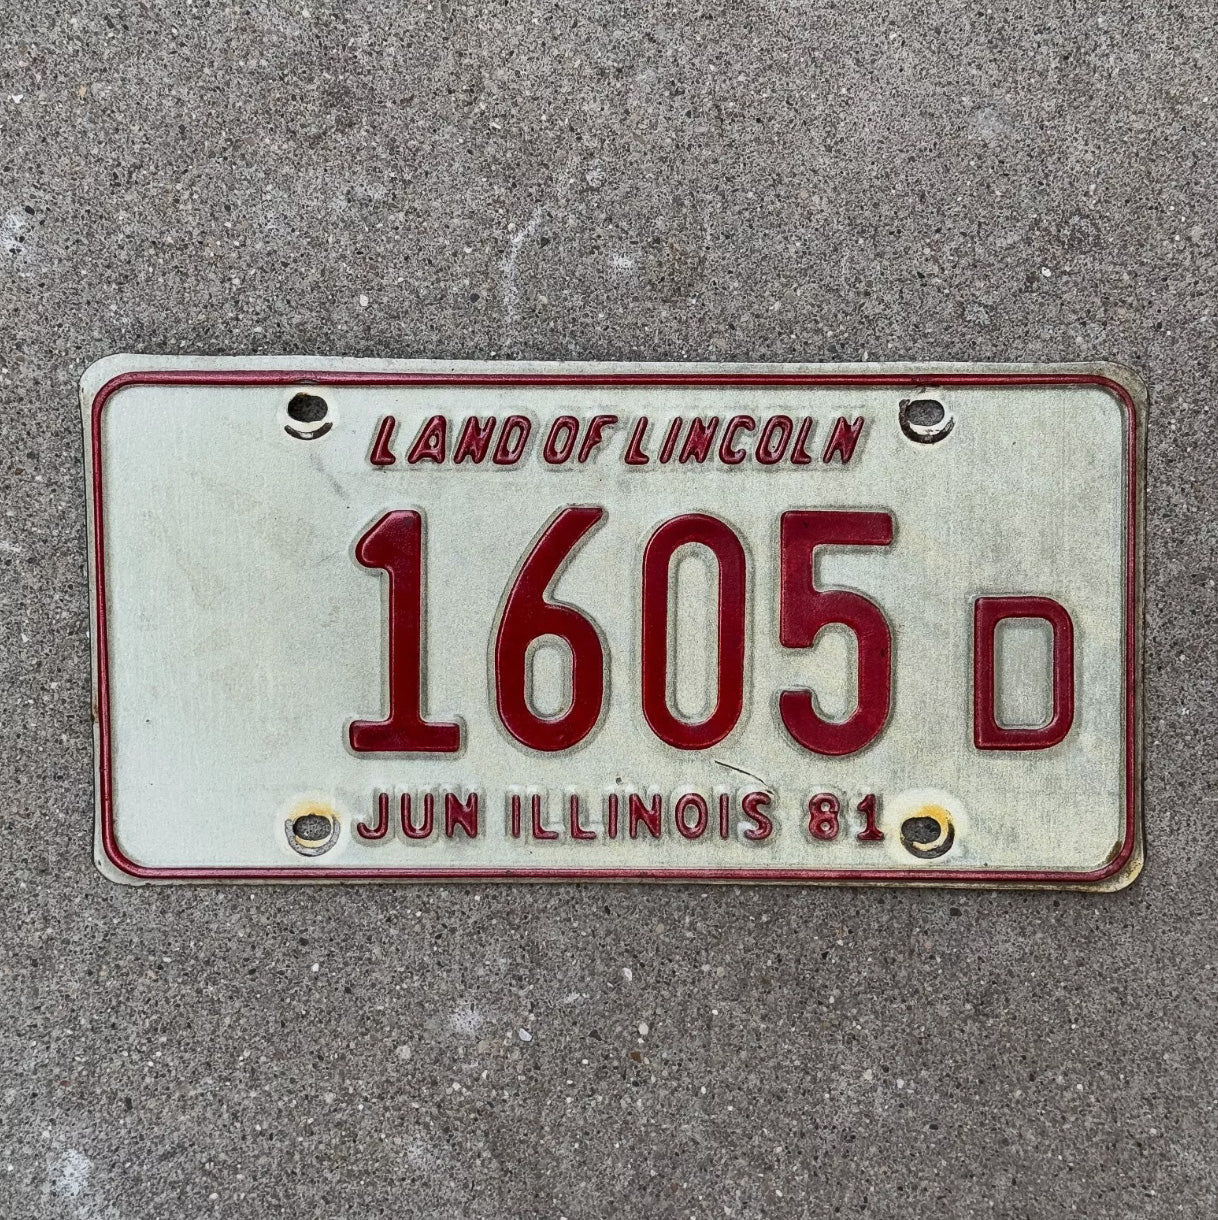 LAND OF LINCOLN
1605 D
JUN ILLINOIS 81